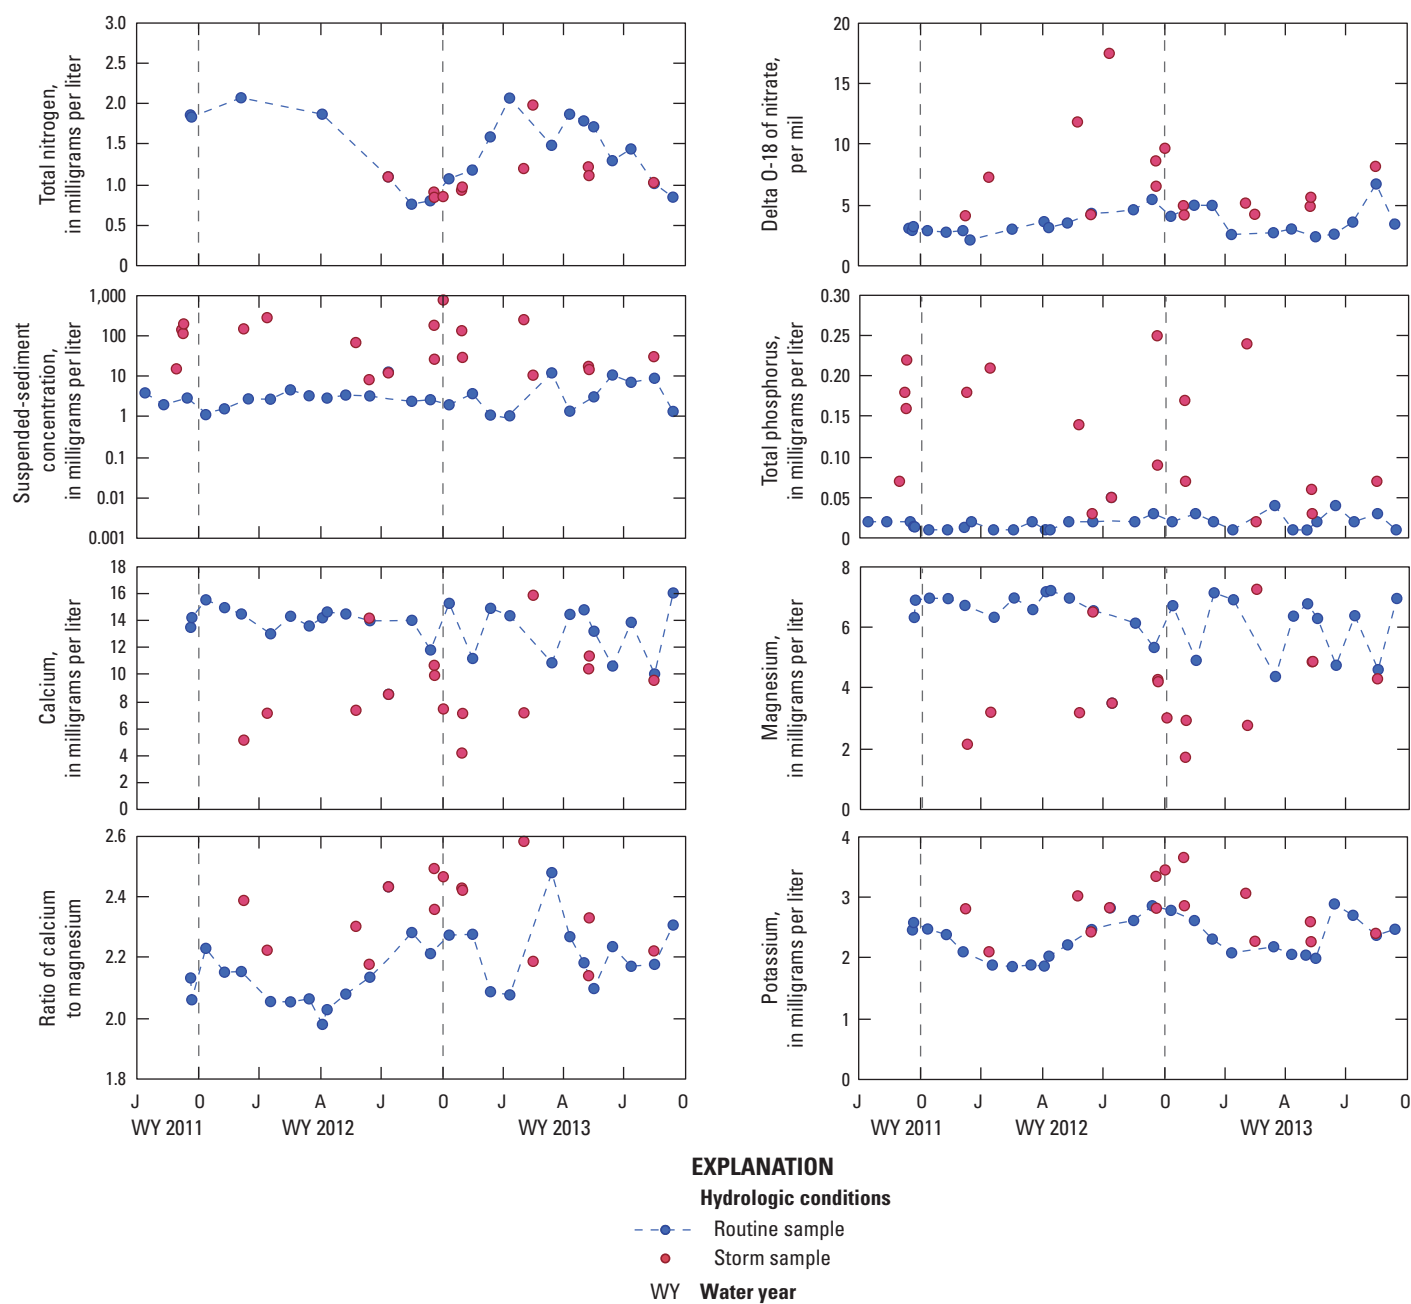 Total nitrogen,
in milligrams per liter
3.0
2.5
2.0
1.5
1.0
0.5
0
Delta O-18 of nitrate,
per mil
20
15
10
5
0
Suspended-sediment
concentration,
in milligrams per liter
1,000
100
10
1
0.1
0.01
0.001
Total phosphorus,
in milligrams per liter
0.30
0.25
0.20
0.15
0.10
0.05
0
Calcium,
in milligrams per liter
18
16
14
12
10
8
6
4
2
0
Magnesium,
in milligrams per liter
8
6
4
2
0
Ratio of calcium
to magnesium
2.6
2.4
2.2
2.0
1.8
Potassium,
in milligrams per liter
4
3
2
1
0
J O J A J O J A J O
WY 2011 WY 2012 WY 2013
J O J A J O J A J O
WY 2011 WY 2012 WY 2013
EXPLANATION
Hydrologic conditions
Routine sample
Storm sample
WY Water year